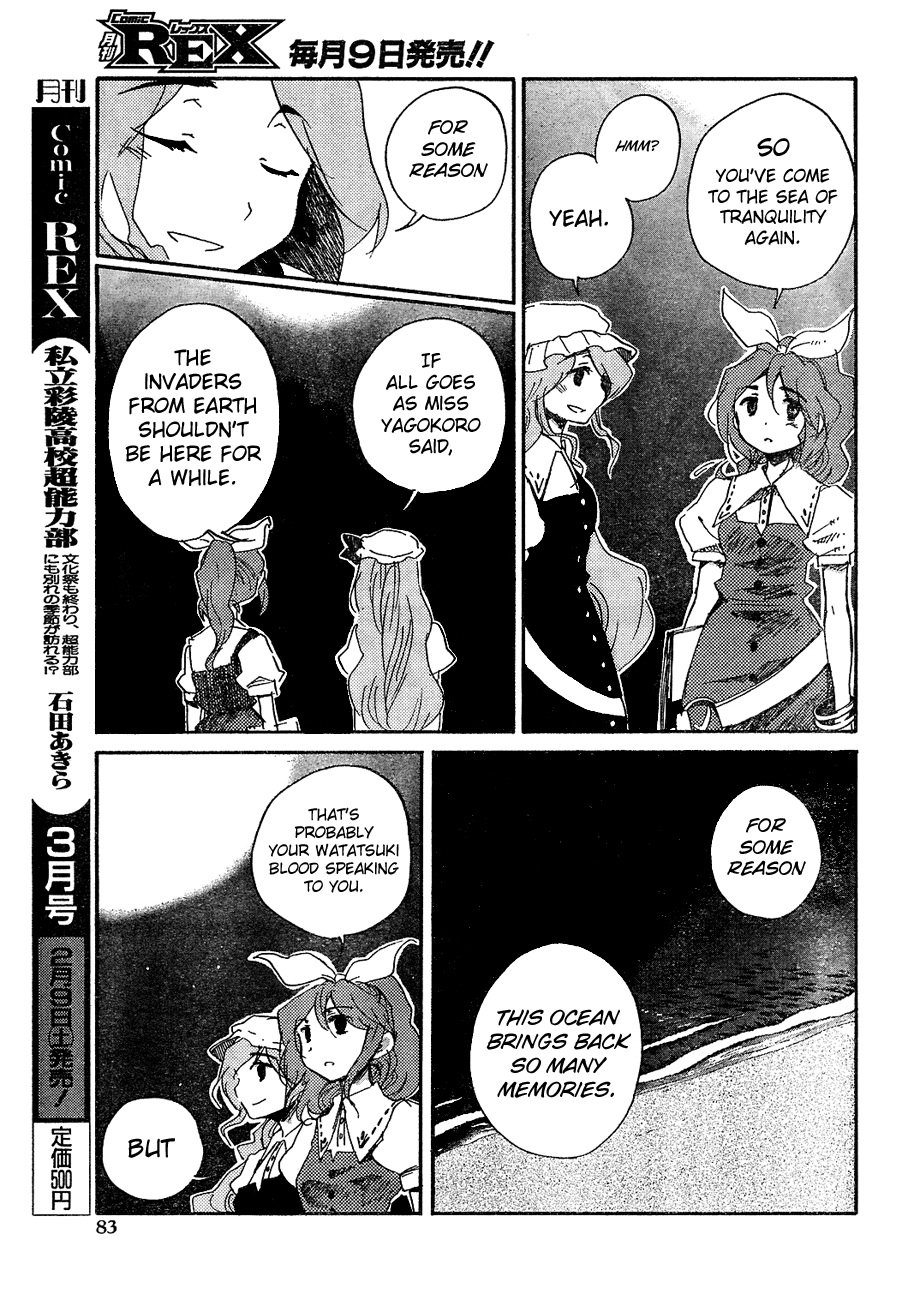 Comic
月刊
レックス
REX
毎月9日発売!!
SO
YOU'VE COME
TO THE SEA OF
TRANQUILITY
AGAIN.
HMM?
YEAH.
FOR
SOME
REASON
IF
ALL GOES
AS MISS
YAGOKORO
SAID,
THE
INVADERS
FROM EARTH
SHOULDN'T
BE HERE FOR
A WHILE.
FOR
SOME
REASON
THIS OCEAN
BRINGS BACK
SO MANY
MEMORIES.
THAT'S
PROBABLY
YOUR WATATSUKI
BLOOD SPEAKING
TO YOU.
BUT
月刊
Comic REX
私立彩陵高校超能力部
文化祭も終わり、超能力部
にも別れの季節が訪れる!?
石田あきら
3月号
2月9日(土)発売!
定価500円
83